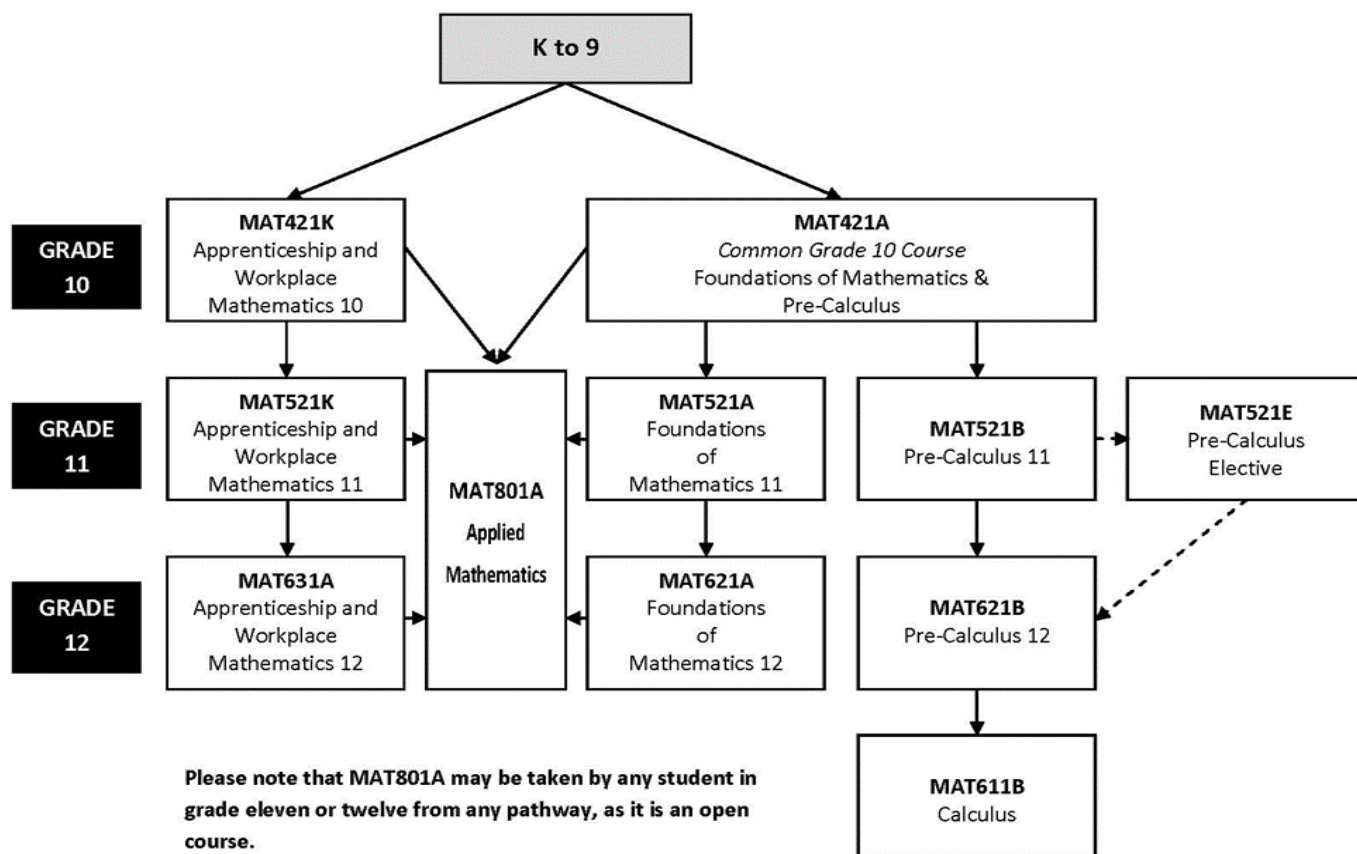 K to 9
GRADE
10
MAT421K
Apprenticeship and
Workplace
Mathematics 10
MAT421A
Common Grade 10 Course
Foundations of Mathematics &
Pre-Calculus
GRADE
11
MAT521K
Apprenticeship and
Workplace
Mathematics 11
MAT801A
Applied
Mathematics
MAT521A
Foundations
of
Mathematics 11
MAT521B
Pre-Calculus 11
MAT521E
Pre-Calculus
Elective
GRADE
12
MAT631A
Apprenticeship and
Workplace
Mathematics 12
MAT621A
Foundations
of
Mathematics 12
MAT621B
Pre-Calculus 12
MAT611B
Calculus
Please note that MAT801A may be taken by any student in
grade eleven or twelve from any pathway, as it is an open
course.